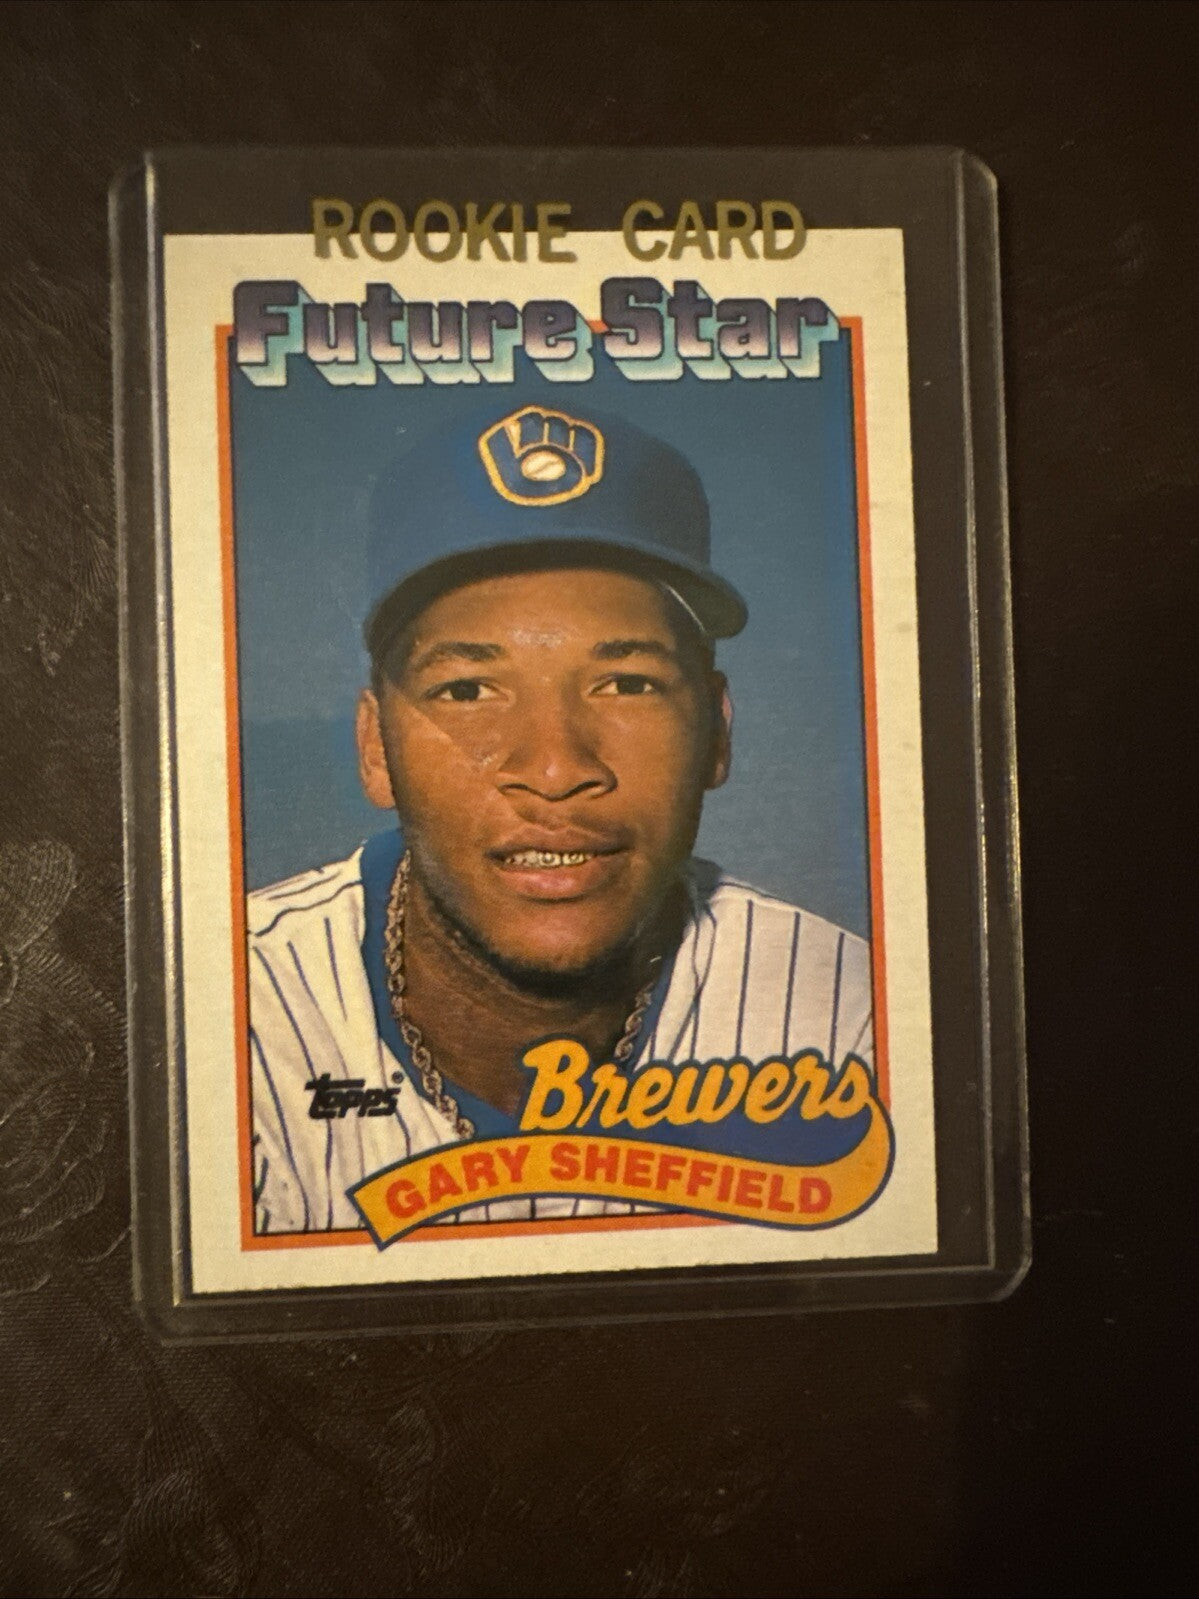 ROOKIE CARD
Future Star
topps®
Brewers
GARY SHEFFIELD